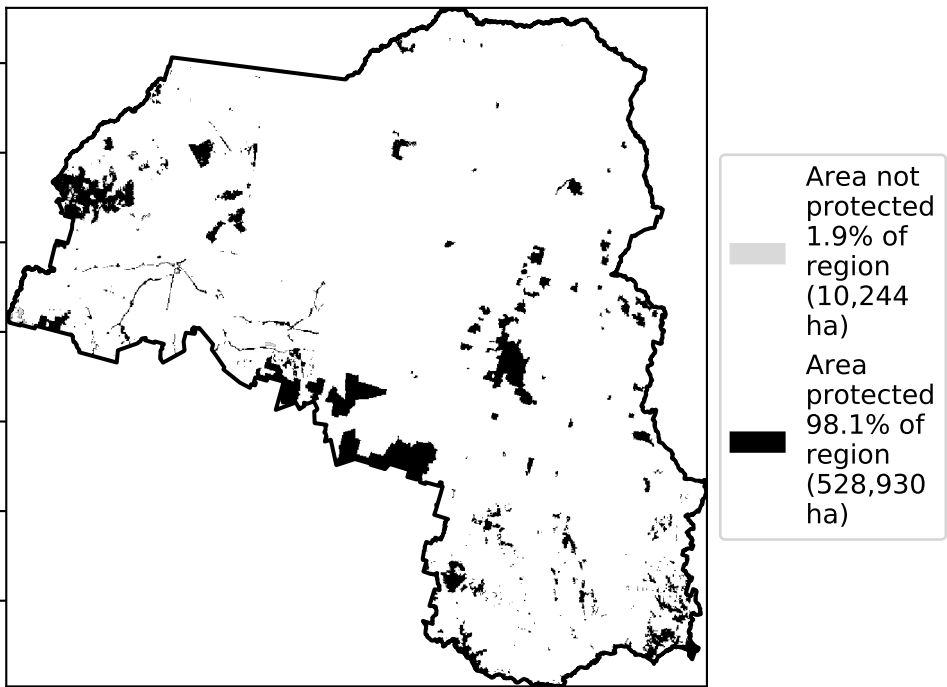 Area not
protected
1.9% of
region
(10,244
ha)
Area
protected
98.1% of
region
(528,930
ha)